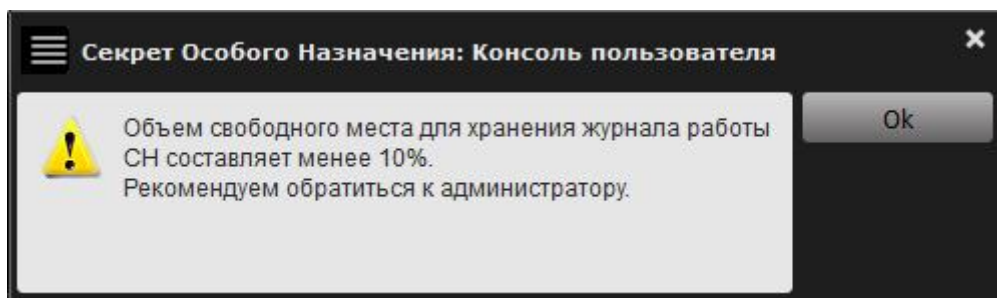 Секрет Особого Назначения: Консоль пользователя
Объем свободного места для хранения журнала работы
СН составляет менее 10%.
Рекомендуем обратиться к администратору.
Ok